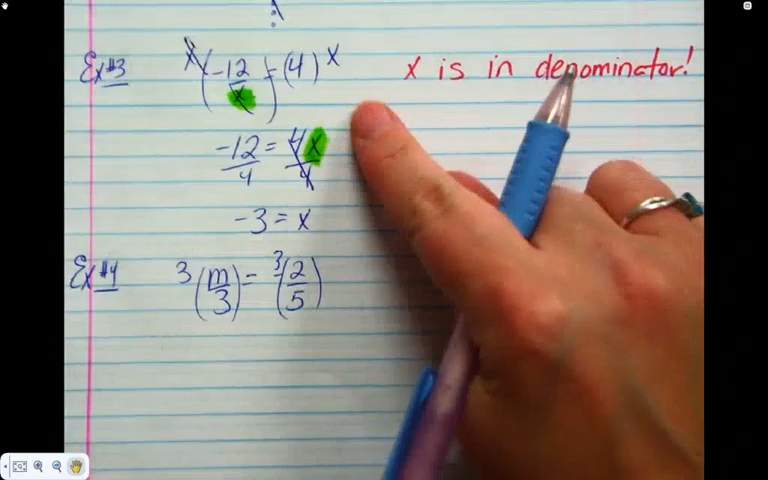 Ex#3 x(-12/x) = (4)x x is in denominator!
-12/4 = 4x/4
-3 = x
Ex#4 3(m/3) = 3(2/5)